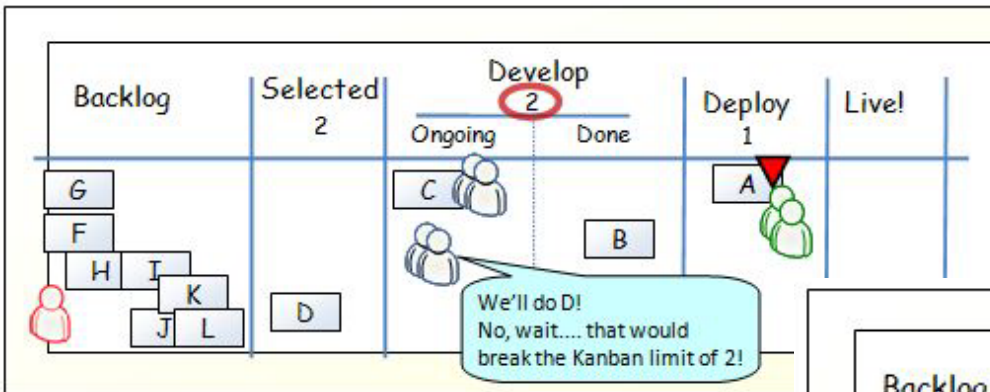 Backlog
Selected
2
Develop
2
Ongoing
Done
Deploy
1
Live!
G
F
H
I
K
J
L
D
C
B
A
We'll do D!
No, wait.... that would
break the Kanban limit of 2!
Backlog